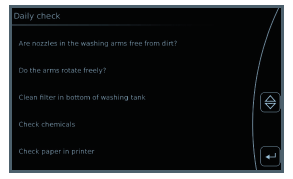 Daily check
Are nozzles in the washing arms free from dirt?
Do the arms rotate freely?
Clean filter in bottom of washing tank
Check chemicals
Check paper in printer